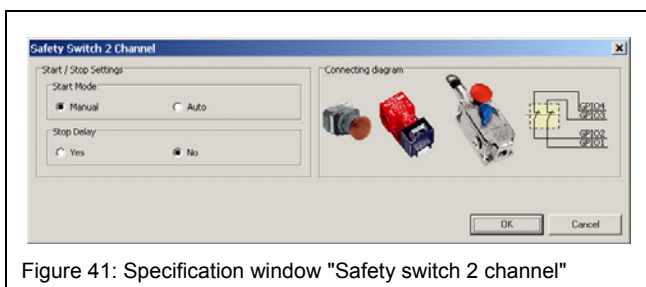 Safety Switch 2 Channel
Start / Stop Settings
Start Mode
Manual
Auto
Stop Delay
Yes
No
Connecting diagram
GPIO4
GPIO3
GPIO2
GPIO1
OK
Cancel
Figure 41: Specification window "Safety switch 2 channel"